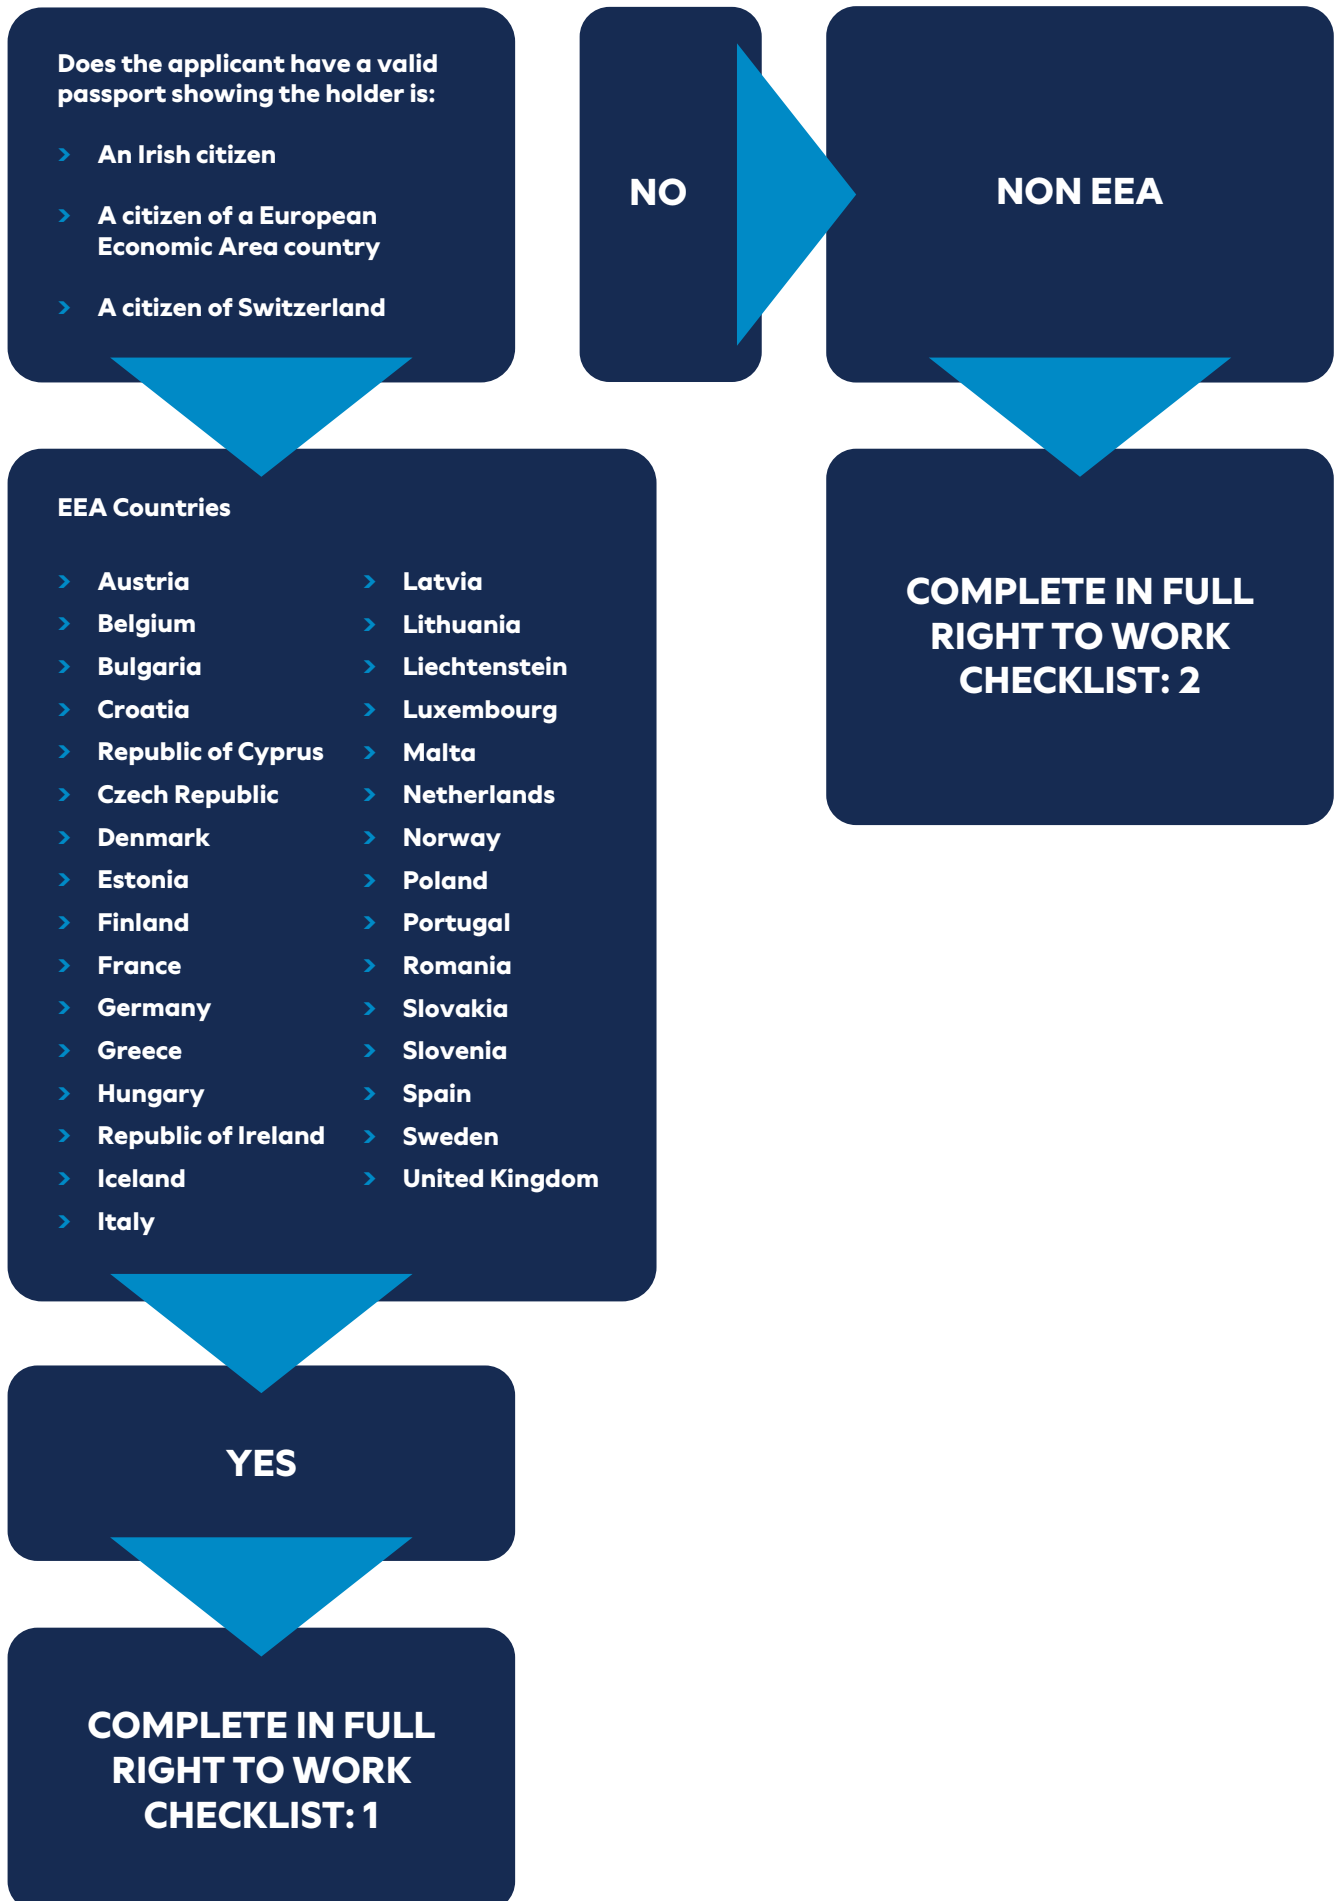 Does the applicant have a valid
passport showing the holder is:
› An Irish citizen
› A citizen of a European
Economic Area country
› A citizen of Switzerland
NO
NON EEA
EEA Countries
› Austria
› Belgium
› Bulgaria
› Croatia
› Republic of Cyprus
› Czech Republic
› Denmark
› Estonia
› Finland
› France
› Germany
› Greece
› Hungary
› Republic of Ireland
› Iceland
› Italy
› Latvia
› Lithuania
› Liechtenstein
› Luxembourg
› Malta
› Netherlands
› Norway
› Poland
› Portugal
› Romania
› Slovakia
› Slovenia
› Spain
› Sweden
› United Kingdom
COMPLETE IN FULL
RIGHT TO WORK
CHECKLIST: 2
YES
COMPLETE IN FULL
RIGHT TO WORK
CHECKLIST: 1